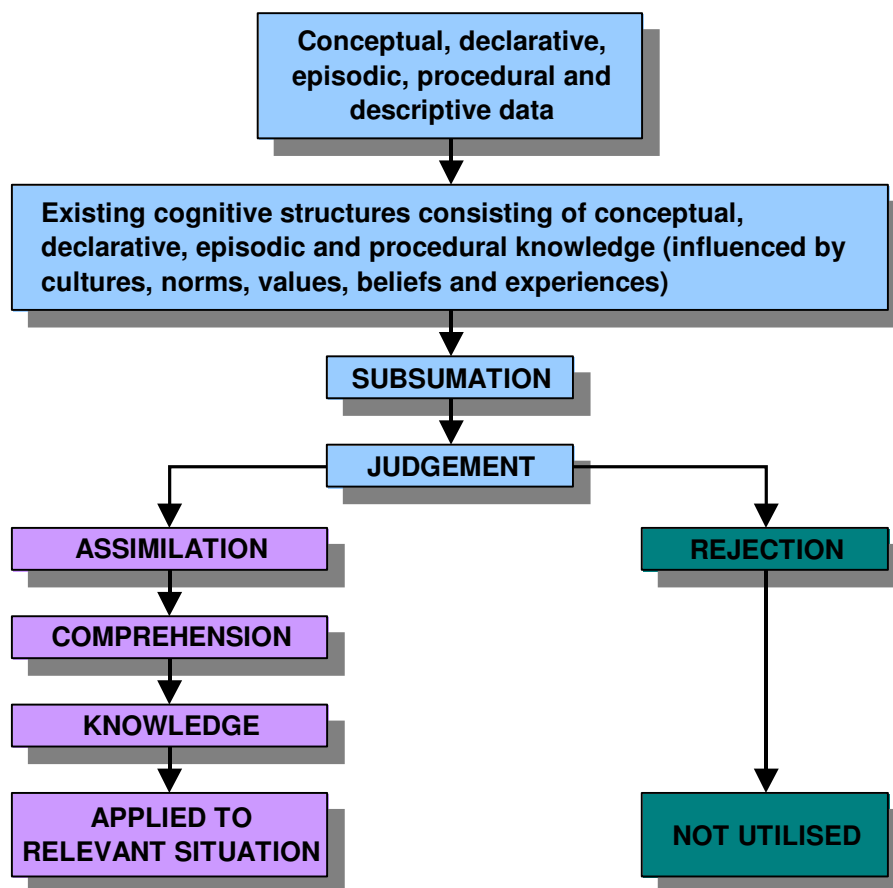 Conceptual, declarative,
episodic, procedural and
descriptive data
Existing cognitive structures consisting of conceptual,
declarative, episodic and procedural knowledge (influenced by
cultures, norms, values, beliefs and experiences)
SUBSUMATION
JUDGEMENT
ASSIMILATION
REJECTION
COMPREHENSION
KNOWLEDGE
APPLIED TO
RELEVANT SITUATION
NOT UTILISED